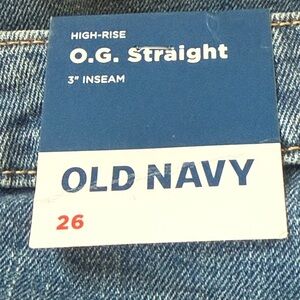 HIGH-RISE
O.G. Straight
3" INSEAM
OLD NAVY
26